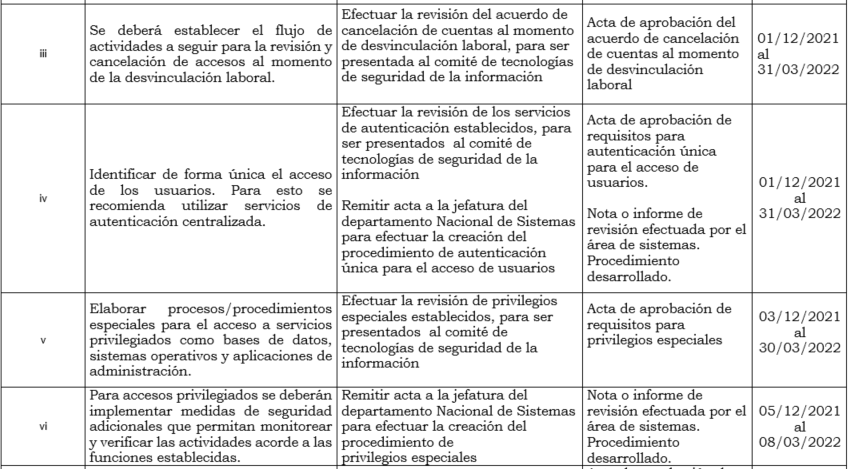 iii
Se deberá establecer el flujo de
actividades a seguir para la revisión y
cancelación de accesos al momento
de la desvinculación laboral.
Efectuar la revisión del acuerdo de
cancelación de cuentas al momento
de desvinculación laboral, para ser
presentada al comité de tecnologías
de seguridad de la información
Acta de aprobación del
acuerdo de cancelación
de cuentas al momento
de desvinculación
laboral
01/12/2021
al
31/03/2022
iv
Identificar de forma única el acceso
de los usuarios. Para esto se
recomienda utilizar servicios de
autenticación centralizada.
Efectuar la revisión de los servicios
de autenticación establecidos, para
ser presentados al comité de
tecnologías de seguridad de la
información
Remitir acta a la jefatura del
departamento Nacional de Sistemas
para efectuar la creación del
procedimiento de autenticación
única para el acceso de usuarios
Acta de aprobación de
requisitos para
autenticación única
para el acceso de
usuarios.
Nota o informe de
revisión efectuada por el
área de sistemas.
Procedimiento
desarrollado.
01/12/2021
al
31/03/2022
v
Elaborar procesos/procedimientos
especiales para el acceso a servicios
privilegiados como bases de datos,
sistemas operativos y aplicaciones de
administración.
Efectuar la revisión de privilegios
especiales establecidos, para ser
presentados al comité de
tecnologías de seguridad de la
información
Acta de aprobación de
requisitos para
privilegios especiales
03/12/2021
al
30/03/2022
vi
Para accesos privilegiados se deberán
implementar medidas de seguridad
adicionales que permitan monitorear
y verificar las actividades acorde a las
funciones establecidas.
Remitir acta a la jefatura del
departamento Nacional de Sistemas
para efectuar la creación del
procedimiento de
privilegios especiales
Nota o informe de
revisión efectuada por el
área de sistemas.
Procedimiento
desarrollado.
05/12/2021
al
08/03/2022